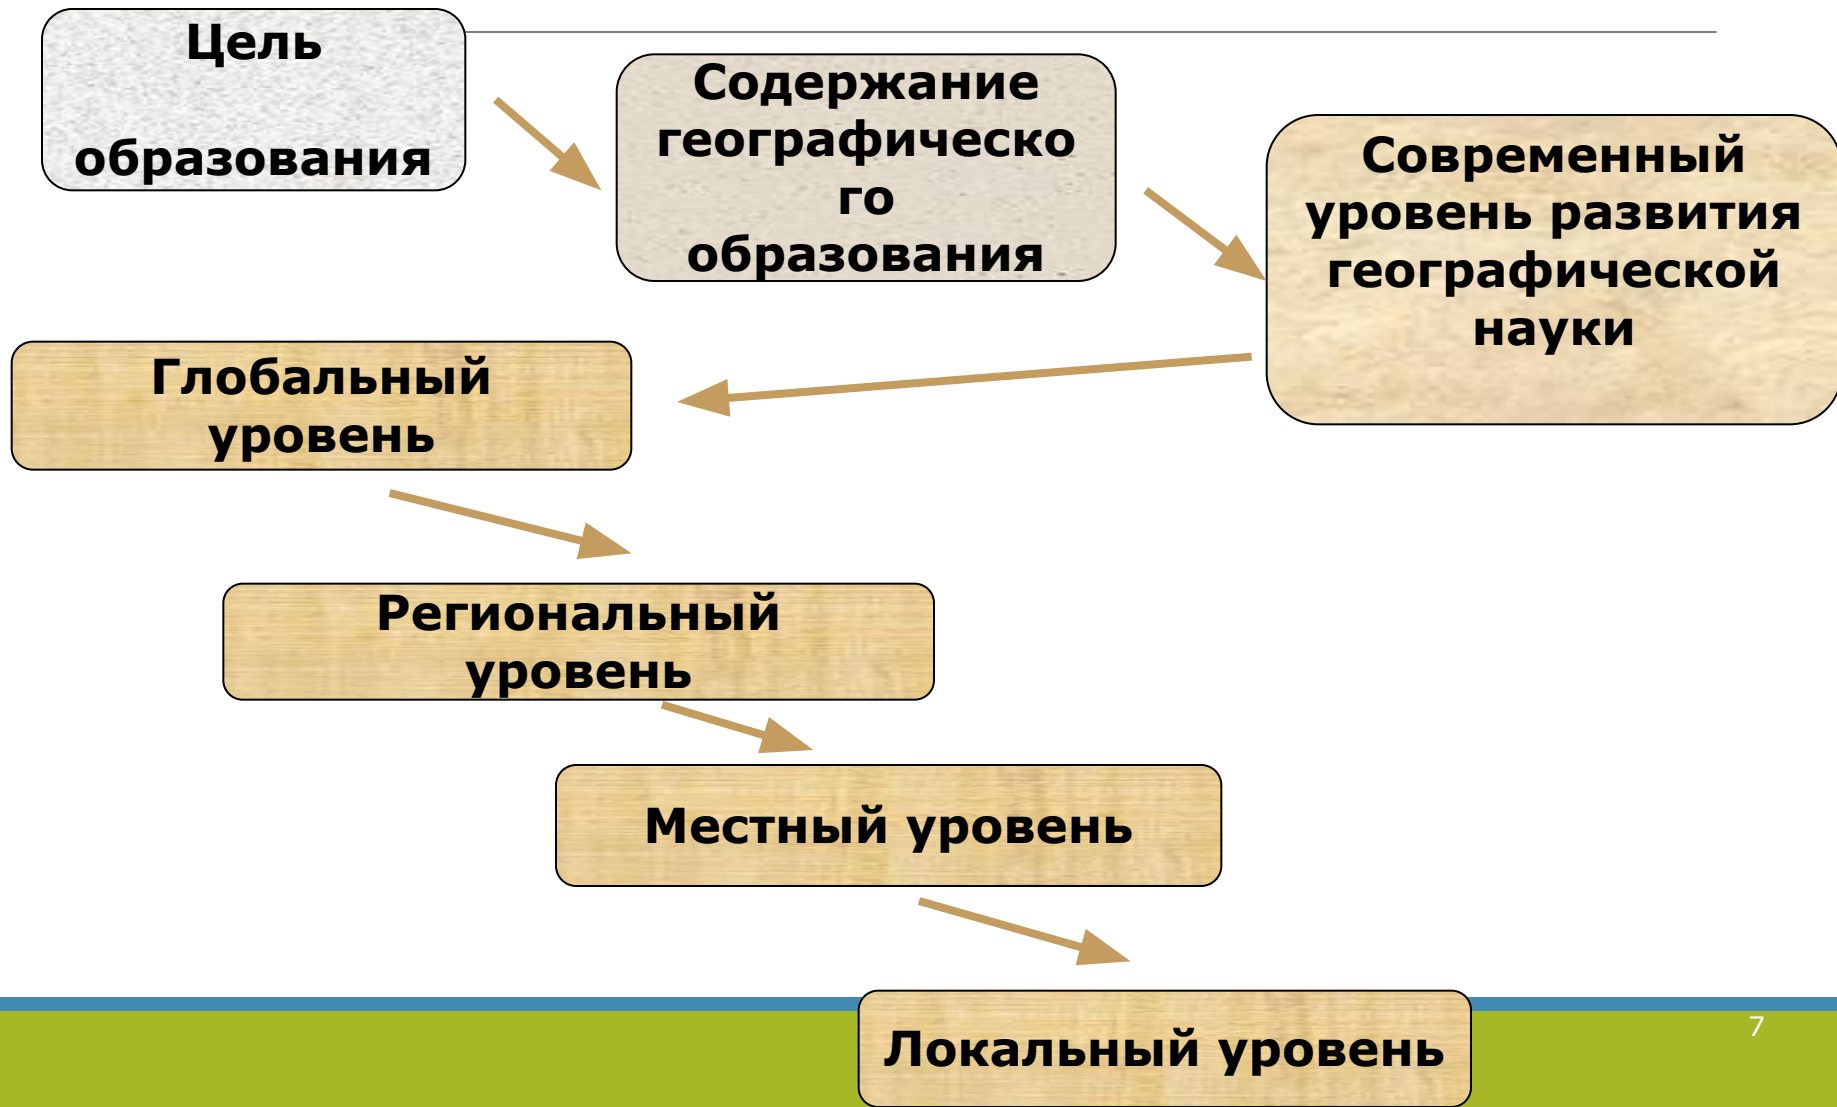 Цель
образования
Содержание
географическо
го
образования
Современный
уровень развития
географической
науки
Глобальный
уровень
Региональный
уровень
Местный уровень
Локальный уровень
7